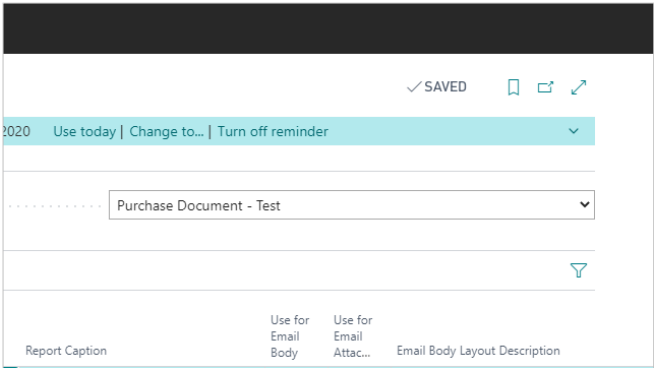 SAVED
2020 Use today | Change to... | Turn off reminder
Purchase Document - Test
Use for Use for
Email Email
Report Caption Body Attac... Email Body Layout Description